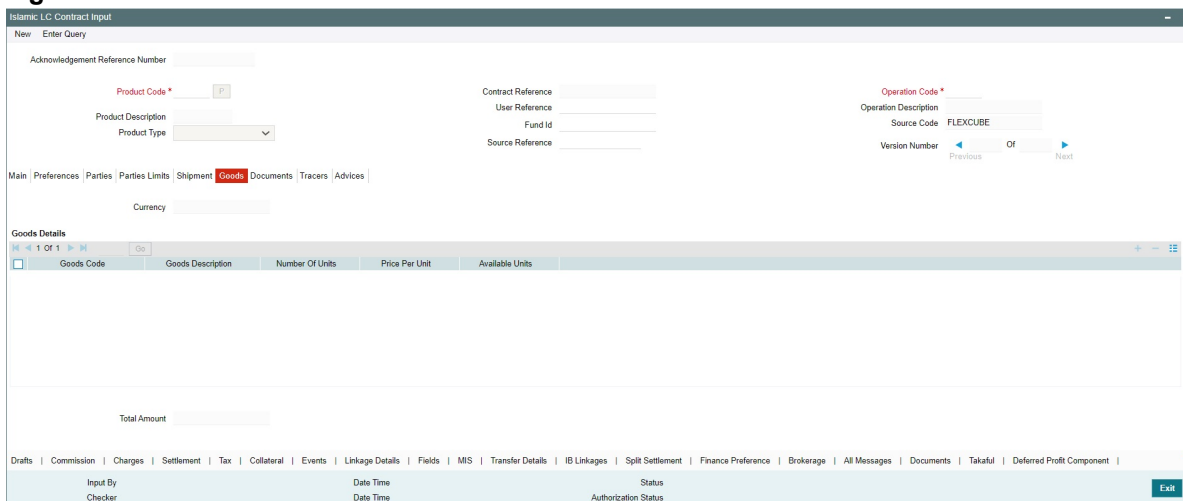 Islamic LC Contract Input
New Enter Query
Acknowledgement Reference Number
Product Code * P Contract Reference Operation Code *
User Reference Operation Description
Product Description Fund Id Source Code FLEXCUBE
Product Type Source Reference Version Number Of
Previous Next
Main Preferences Parties Parties Limits Shipment Goods Documents Tracers Advices
Currency
Goods Details
1 Of 1 Go
Goods Code Goods Description Number Of Units Price Per Unit Available Units
Total Amount
Drafts | Commission | Charges | Settlement | Tax | Collateral | Events | Linkage Details | Fields | MIS | Transfer Details | IB Linkages | Split Settlement | Finance Preference | Brokerage | All Messages | Documents | Takaful | Deferred Profit Component |
Input By Date Time Status
Exit
Checker Date Time Authorization Status